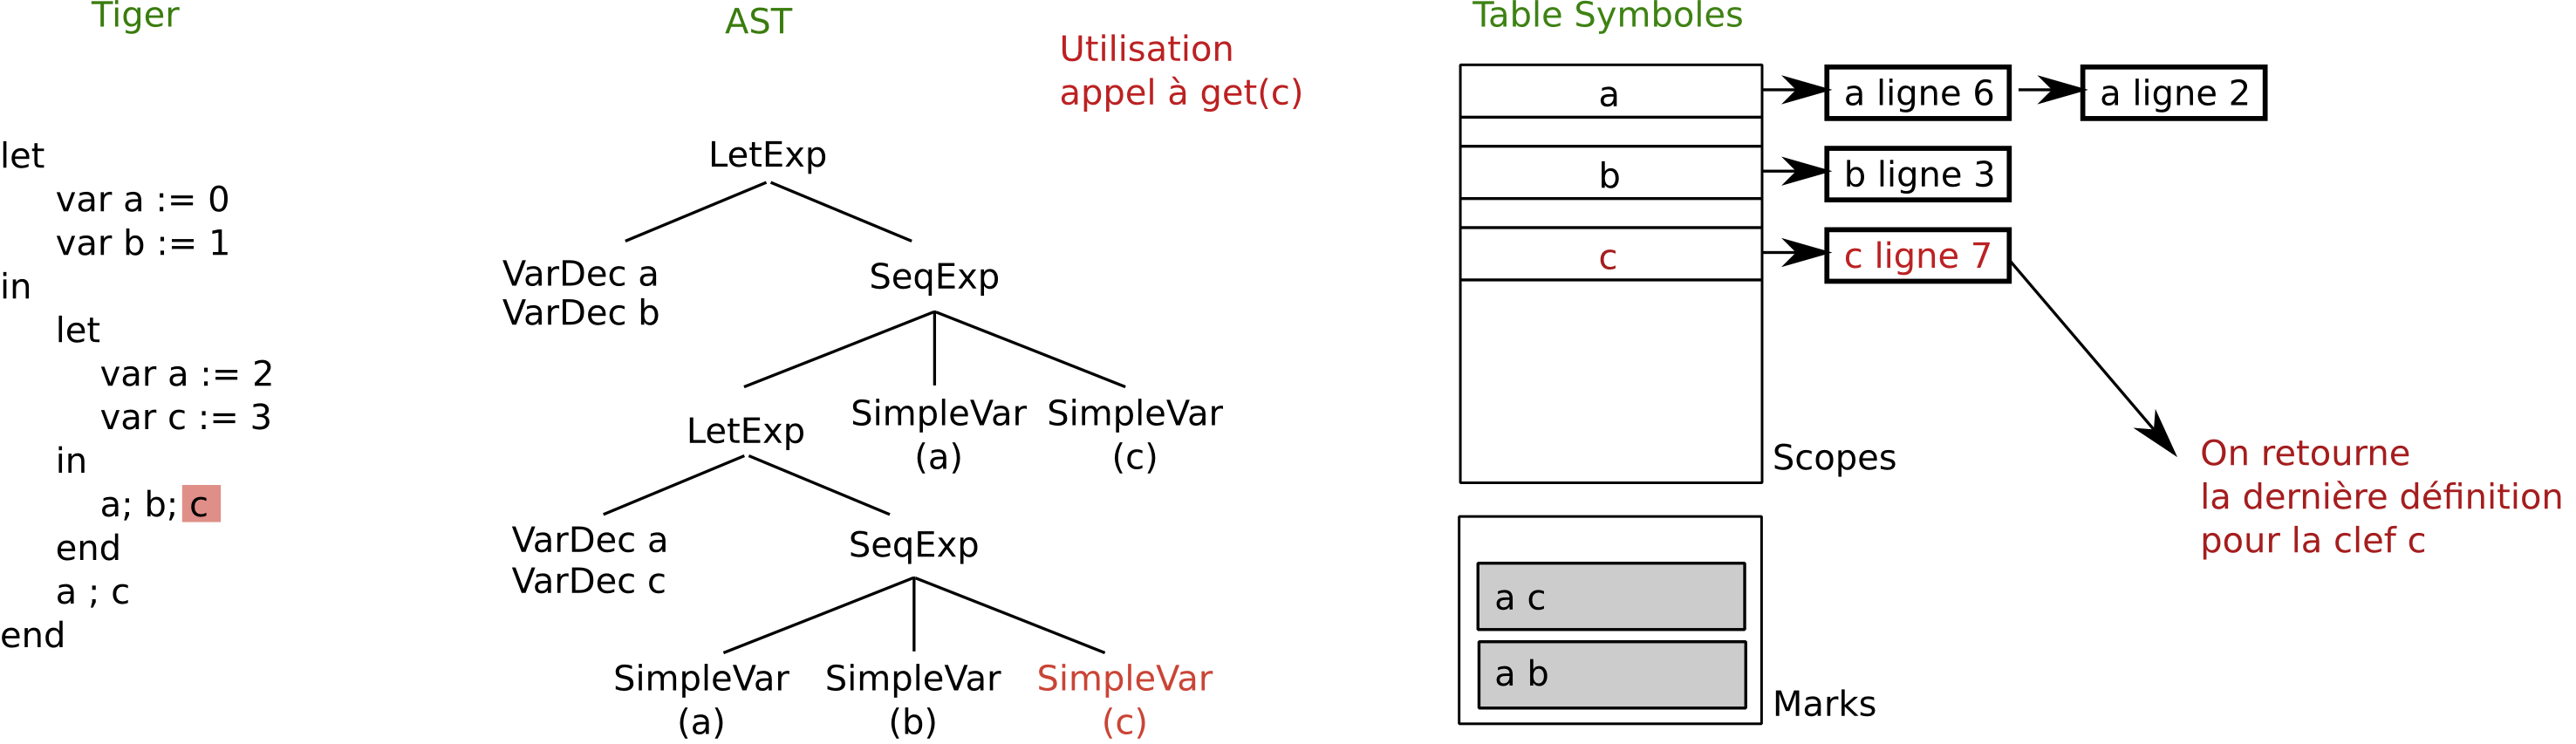 Tiger
let
var a := 0
var b := 1
in
let
var a := 2
var c := 3
in
a; b; c
end
a ; c
end
AST
Utilisation
appel à get(c)
LetExp
VarDec a
VarDec b
SeqExp
LetExp
SimpleVar
(a)
SimpleVar
(c)
VarDec a
VarDec c
SeqExp
SimpleVar
(a)
SimpleVar
(b)
SimpleVar
(c)
Table Symboles
a
a ligne 6
a ligne 2
b
b ligne 3
c
c ligne 7
Scopes
On retourne
la dernière définition
pour la clef c
a c
a b
Marks